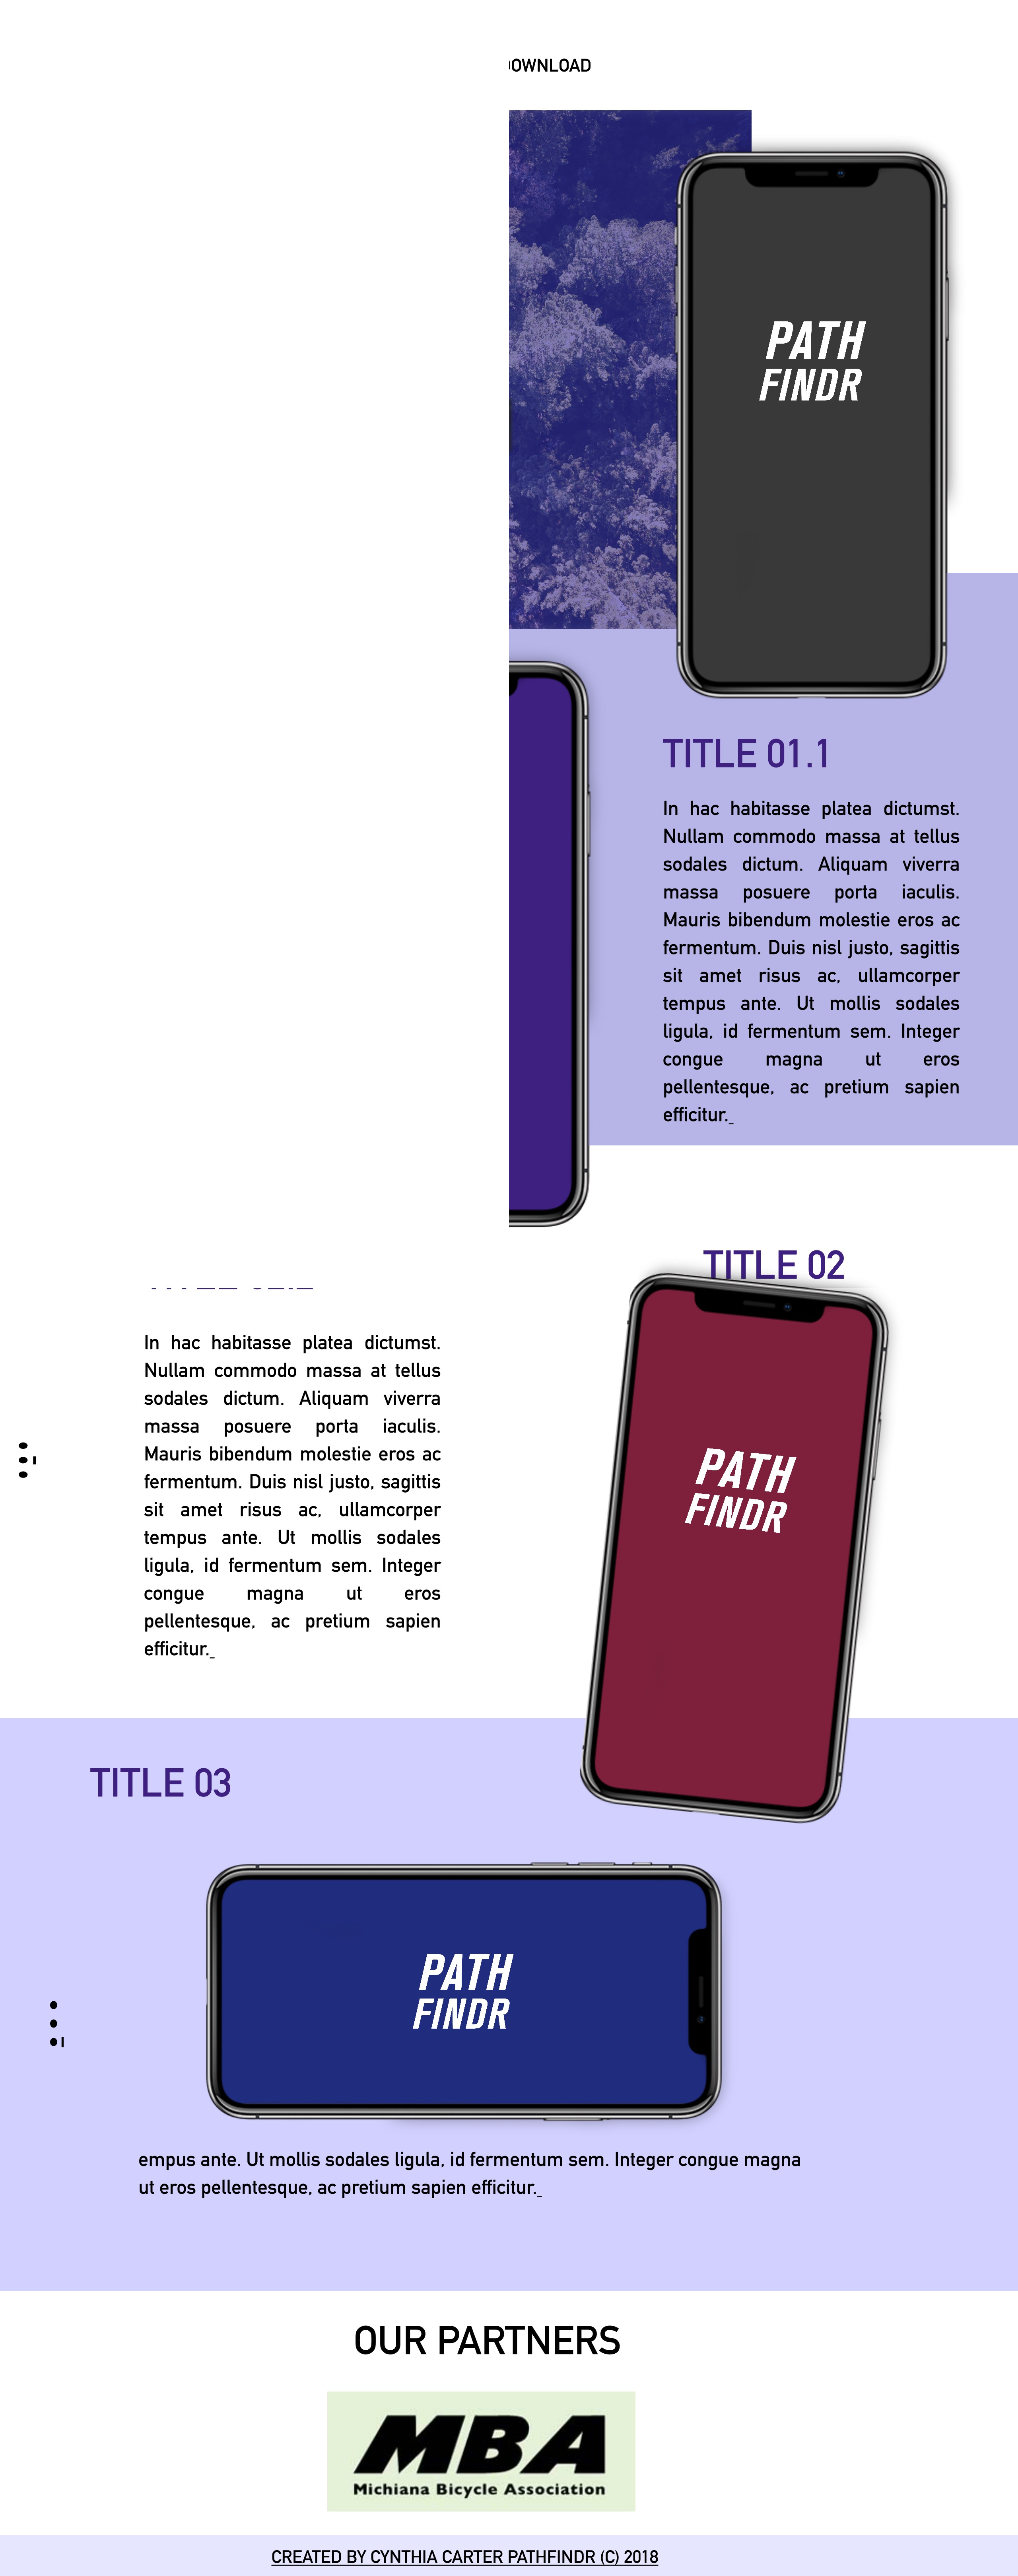 DOWNLOAD
PATH
FINDR
TITLE 01.1
In hac habitasse platea dictumst.
Nullam commodo massa at tellus
sodales dictum. Aliquam viverra
massa posuere porta iaculis.
Mauris bibendum molestie eros ac
fermentum. Duis nisl justo, sagittis
sit amet risus ac, ullamcorper
tempus ante. Ut mollis sodales
ligula, id fermentum sem. Integer
congue magna ut eros
pellentesque, ac pretium sapien
efficitur._
TITLE 02
In hac habitasse platea dictumst.
Nullam commodo massa at tellus
sodales dictum. Aliquam viverra
massa posuere porta iaculis.
Mauris bibendum molestie eros ac
fermentum. Duis nisl justo, sagittis
sit amet risus ac, ullamcorper
tempus ante. Ut mollis sodales
ligula, id fermentum sem. Integer
congue magna ut eros
pellentesque, ac pretium sapien
efficitur._
PATH
FINDR
TITLE 03
PATH
FINDR
empus ante. Ut mollis sodales ligula, id fermentum sem. Integer congue magna
ut eros pellentesque, ac pretium sapien efficitur._
OUR PARTNERS
MBA
Michiana Bicycle Association
CREATED BY CYNTHIA CARTER PATHFINDR (C) 2018